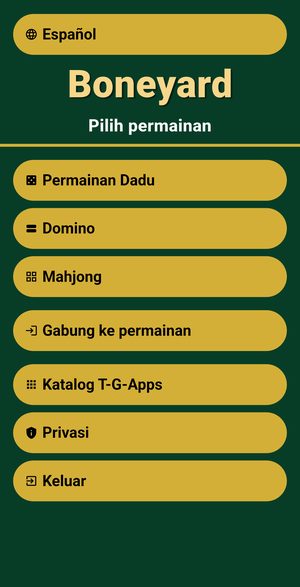 Español
Boneyard
Pilih permainan
Permainan Dadu
Domino
Mahjong
Gabung ke permainan
Katalog T-G-Apps
Privasi
Keluar